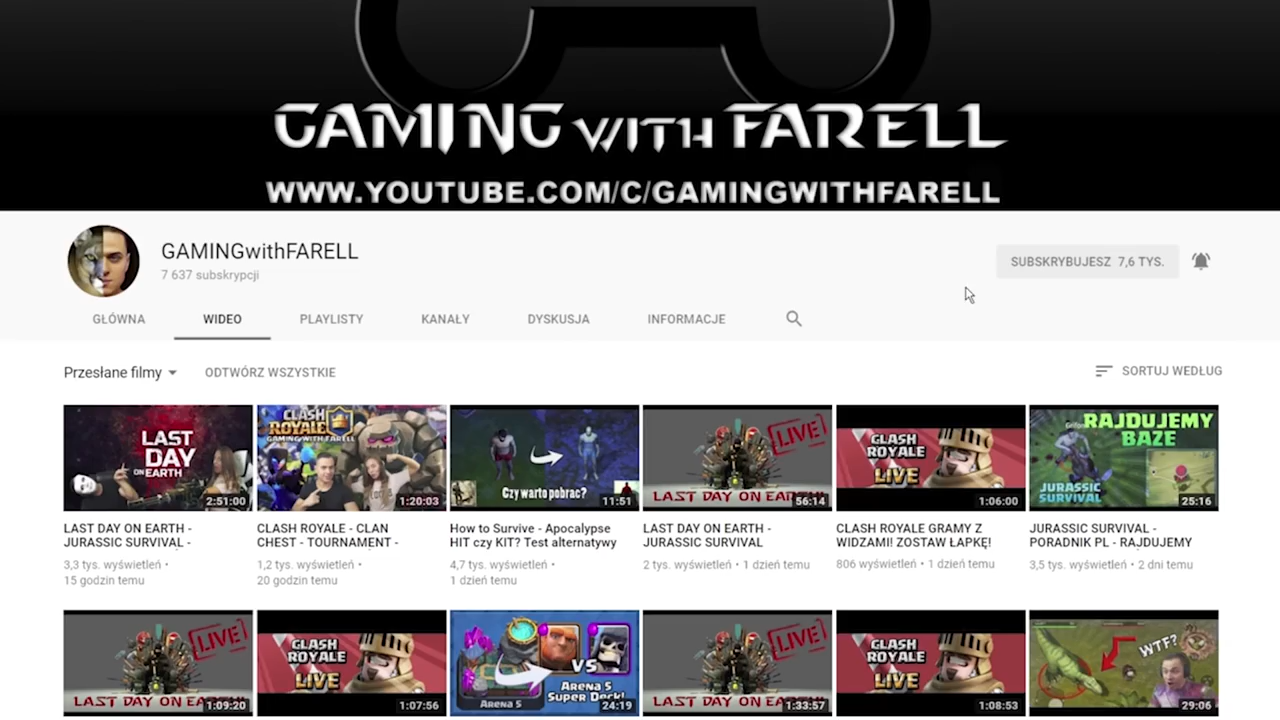 GAMING WITH FARELL
WWW.YOUTUBE.COM/C/GAMINGWITHFARELL
GAMINGwithFARELL
7 637 subskrypcji
SUBSKRYBUJESZ 7,6 TYS.
GŁÓWNA WIDEO PLAYLISTY KANAŁY DYSKUSJA INFORMACJE
Przesłane filmy ODTWÓRZ WSZYSTKIE SORTUJ WEDŁUG
LAST DAY ON EARTH 2:51:00
CLASH ROYALE GAMING WITH FARELL 1:20:03
Czy warto pobrać? 11:51
LIVE LAST DAY ON EARTH 56:14
CLASH ROYALE LIVE 1:06:00
RAJDUJEMY BAZE JURASSIC SURVIVAL 25:16
LAST DAY ON EARTH - JURASSIC SURVIVAL -
3,3 tys. wyświetleń •
15 godzin temu
CLASH ROYALE - CLAN CHEST - TOURNAMENT -
1,2 tys. wyświetleń •
20 godzin temu
How to Survive - Apocalypse HIT czy KIT? Test alternatywy
4,7 tys. wyświetleń •
1 dzień temu
LAST DAY ON EARTH - JURASSIC SURVIVAL
2 tys. wyświetleń • 1 dzień temu
CLASH ROYALE GRAMY Z WIDZAMI! ZOSTAW ŁAPKĘ!
806 wyświetleń • 1 dzień temu
JURASSIC SURVIVAL - PORADNIK PL - RAJDUJEMY
3,5 tys. wyświetleń • 2 dni temu
LIVE LAST DAY ON EARTH 1:09:20
CLASH ROYALE LIVE 1:07:56
VS Arena 5 Arena 5 Super Deck! 24:19
LIVE LAST DAY ON EARTH 1:33:57
CLASH ROYALE LIVE 1:08:53
WTF? 29:06